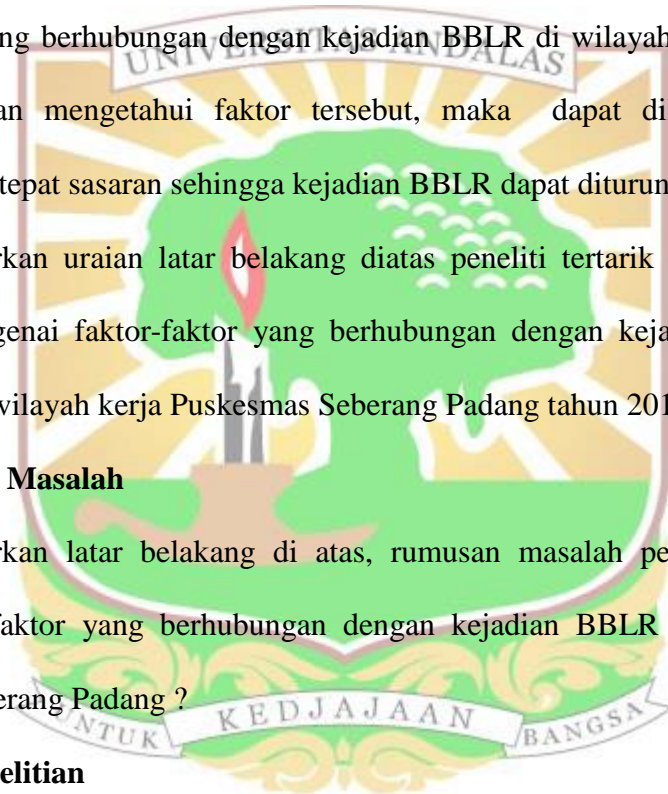 ng berhubungan dengan kejadian BBLR di wilayah
UNIVERSITAS ANDALAS
an mengetahui faktor tersebut, maka dapat di
tepat sasaran sehingga kejadian BBLR dapat diturun
rkan uraian latar belakang diatas peneliti tertarik
genai faktor-faktor yang berhubungan dengan keja
wilayah kerja Puskesmas Seberang Padang tahun 201
Masalah
rkan latar belakang di atas, rumusan masalah pe
faktor yang berhubungan dengan kejadian BBLR
erang Padang ?
UNTUK KEDJAJAAN BANGSA
elitian